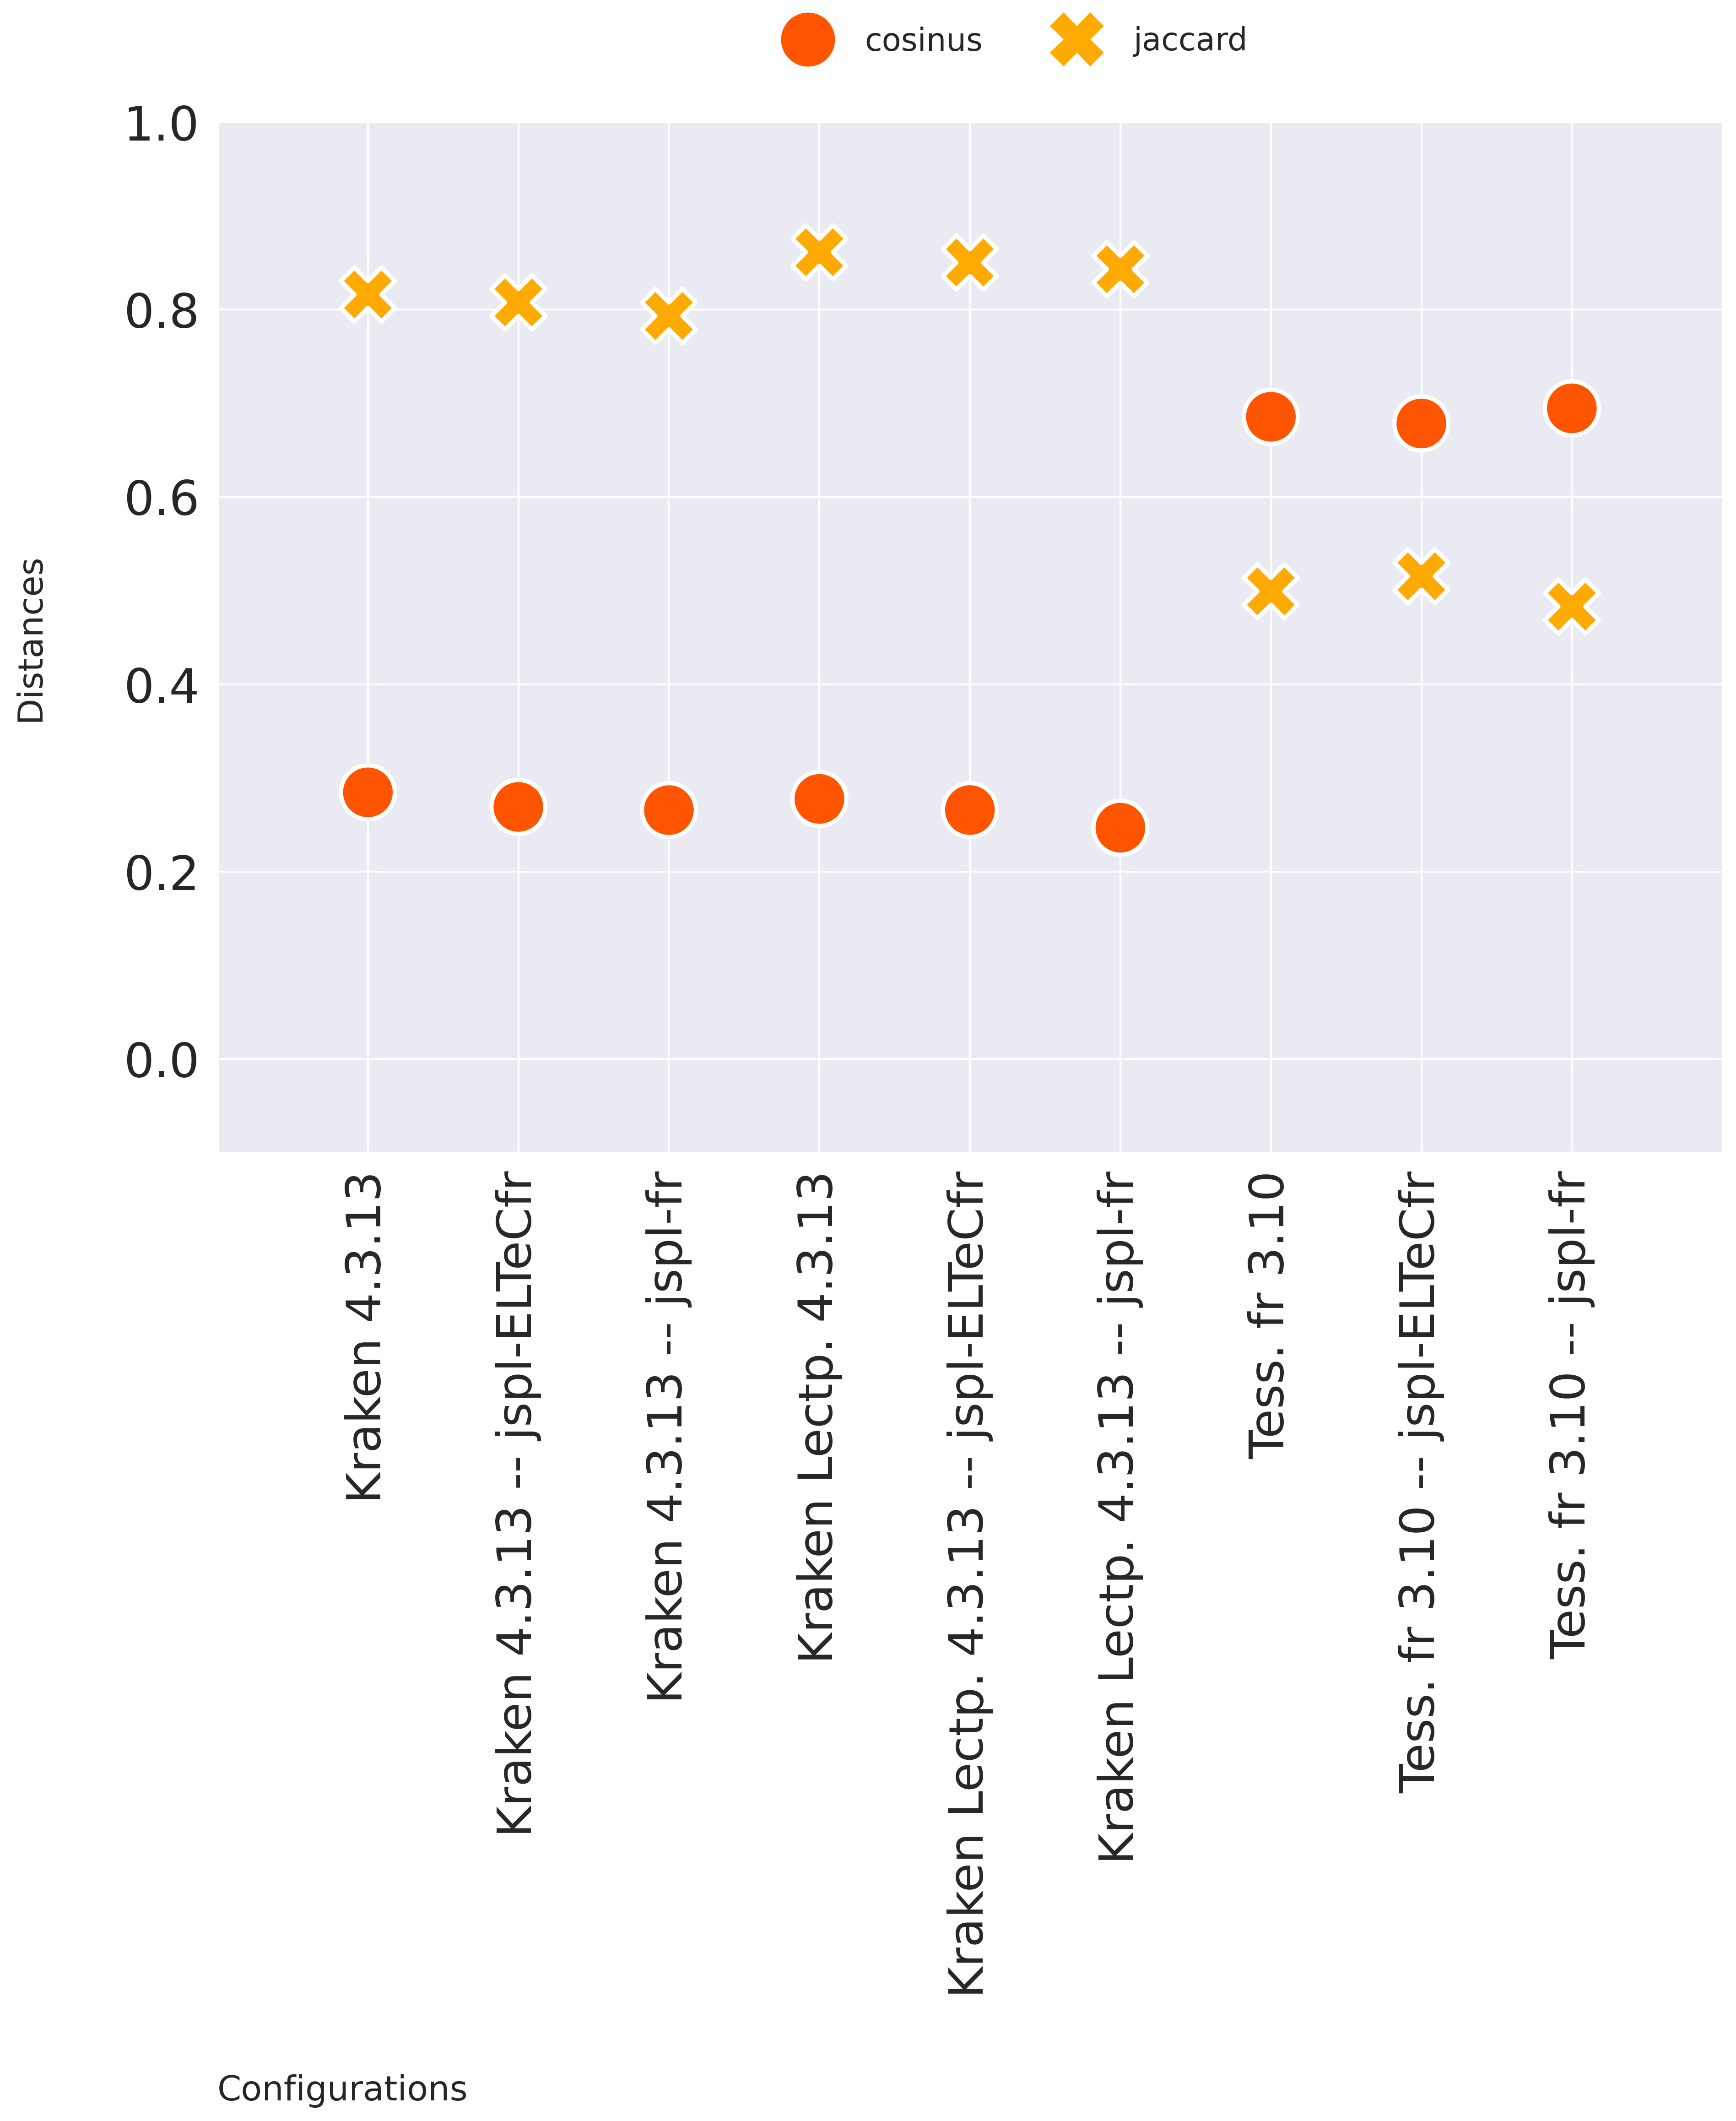 cosinus jaccard
1.0
0.8
0.6
0.4
0.2
0.0
Distances
Kraken 4.3.13
Kraken 4.3.13 -- jspl-ELTeCfr
Kraken 4.3.13 -- jspl-fr
Kraken Lectp. 4.3.13
Kraken Lectp. 4.3.13 -- jspl-ELTeCfr
Kraken Lectp. 4.3.13 -- jspl-fr
Tess. fr 3.10
Tess. fr 3.10 -- jspl-ELTeCfr
Tess. fr 3.10 -- jspl-fr
Configurations